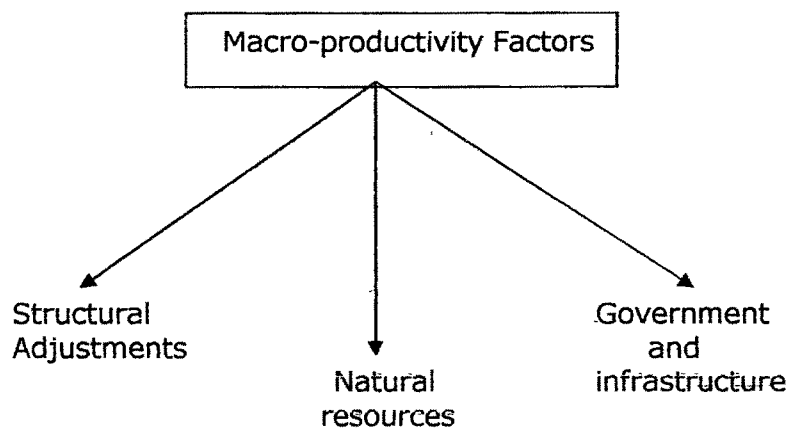 Macro-productivity Factors
Structural
Adjustments
Natural
resources
Government
and
infrastructure